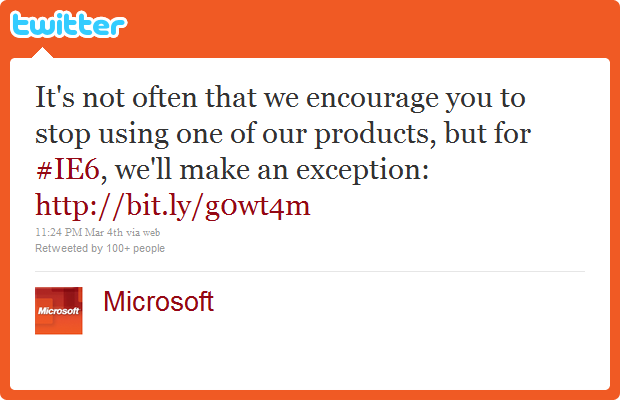 twitter
It's not often that we encourage you to
stop using one of our products, but for
#IE6, we'll make an exception:
http://bit.ly/g0wt4m
11:24 PM Mar 4th via web
Retweeted by 100+ people
Microsoft
Microsoft